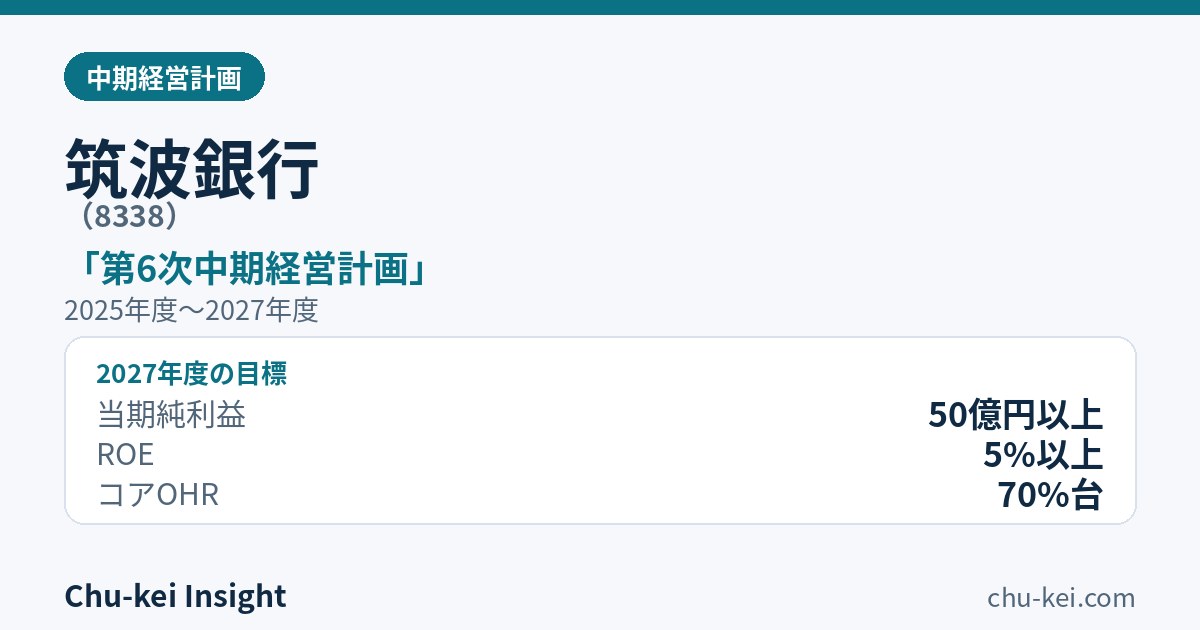 中期経営計画
筑波銀行
（8338）
「第6次中期経営計画」
2025年度～2027年度
2027年度の目標
当期純利益 50億円以上
ROE 5%以上
コアOHR 70%台
Chu-kei Insight chu-kei.com